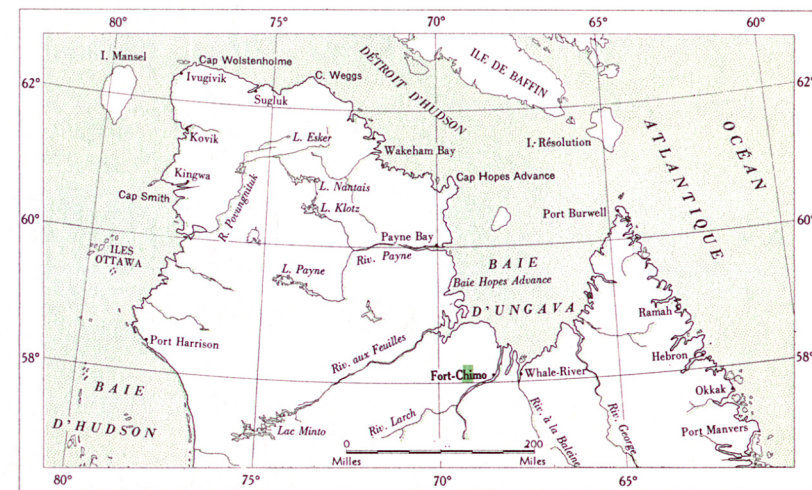 80°
75°
70°
65°
60°
I. Mansel
Cap Wolstenholme
Ivugivik
C. Weggs
DÉTROIT D'HUDSON
ILE DE BAFFIN
62°
62°
Sugluk
Kovik
L. Esker
Wakeham Bay
I. Résolution
OCÉAN
ATLANTIQUE
Kingwa
Cap Smith
L. Nantais
Cap Hopes Advance
R. Povungnituk
L. Klotz
Port Burwell
60°
60°
ILES
OTTAWA
Payne Bay
Riv. Payne
BAIE
L. Payne
Baie Hopes Advance
D'UNGAVA
Ramah
Port Harrison
Riv. aux Feuilles
Hebron
58°
58°
Fort-Chimo
Whale-River
BAIE
D'HUDSON
Okkak
Riv. Larch
Riv. à la Baleine
Riv. George
Lac Minto
Port Manvers
0
200
Milles
Miles
80°
75°
70°
65°